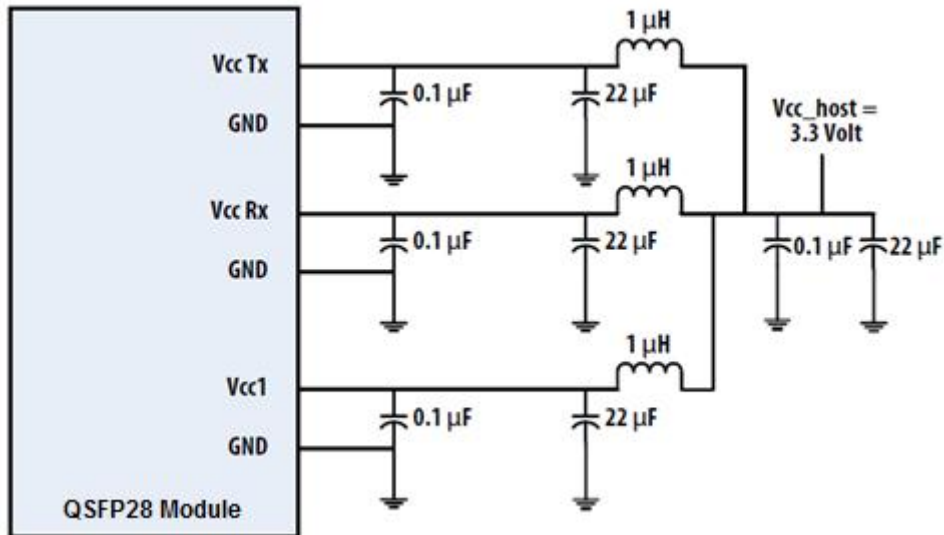 1 μH
Vcc Tx
0.1 μF
22 μF
GND
Vcc_host =
3.3 Volt
1 μH
Vcc Rx
0.1 μF
22 μF
0.1 μF
22 μF
GND
1 μH
Vcc1
0.1 μF
22 μF
GND
QSFP28 Module